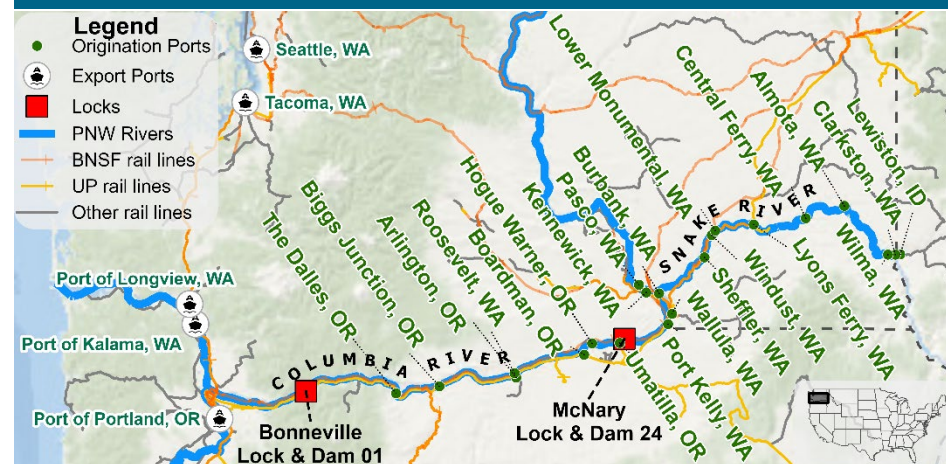 Legend
Origination Ports
Export Ports
Locks
PNW Rivers
BNSF rail lines
UP rail lines
Other rail lines
Seattle, WA
Tacoma, WA
Port of Longview, WA
Port of Kalama, WA
Port of Portland, OR
The Dalles, OR
Biggs Junction, OR
Arlington, OR
Roosevelt, WA
Boardman, OR
Hogue Warner, OR
Kennewick, WA
Pasco, WA
Burbank, WA
Lower Monumental, WA
Central Ferry, WA
Almota, WA
Clarkston, WA
Lewiston, ID
SNAKE RIVER
COLUMBIA RIVER
Wilma, WA
Lyons Ferry, WA
Windust, WA
Sheffler, WA
Wallula, WA
Port Kelly, WA
Umatilla, OR
Bonneville
Lock & Dam 01
McNary
Lock & Dam 24